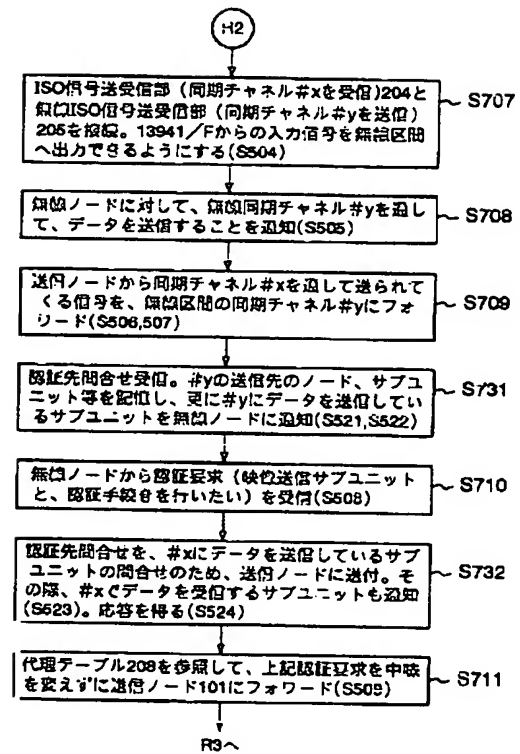 H2
ISO信号送受信部（同期チャネル#xを受信）204と
無線ISO信号送受信部（同期チャネル#yを送信）
205を接続。13941/Fからの入力信号を無線区間
へ出力できるようにする(S504)
S707
無線ノードに対して、無線同期チャネル#yを通し
て、データを送信することを通知(S505)
S708
送信ノードから同期チャネル#xを通して送られて
くる信号を、無線区間の同期チャネル#yにフォ
ワード(S506,507)
S709
認証先問合せ受信。#yの送信先のノード、サブユ
ニット等を記憶し、更に#yにデータを送信してい
るサブユニットを無線ノードに通知(S521,S522)
S731
無線ノードから認証要求（映像送信サブユニット
と、認証手続きを行いたい）を受信(S508)
S710
認証先問合せを、#xにデータを送信しているサブ
ユニットの問合せのため、送信ノードに送付。そ
の際、#xでデータを受信するサブユニットも通知
(S523)。応答を得る(S524)
S732
代理テーブル208を参照して、上記認証要求を中味
を変えずに送信ノード101にフォワード(S509)
S711
R3へ